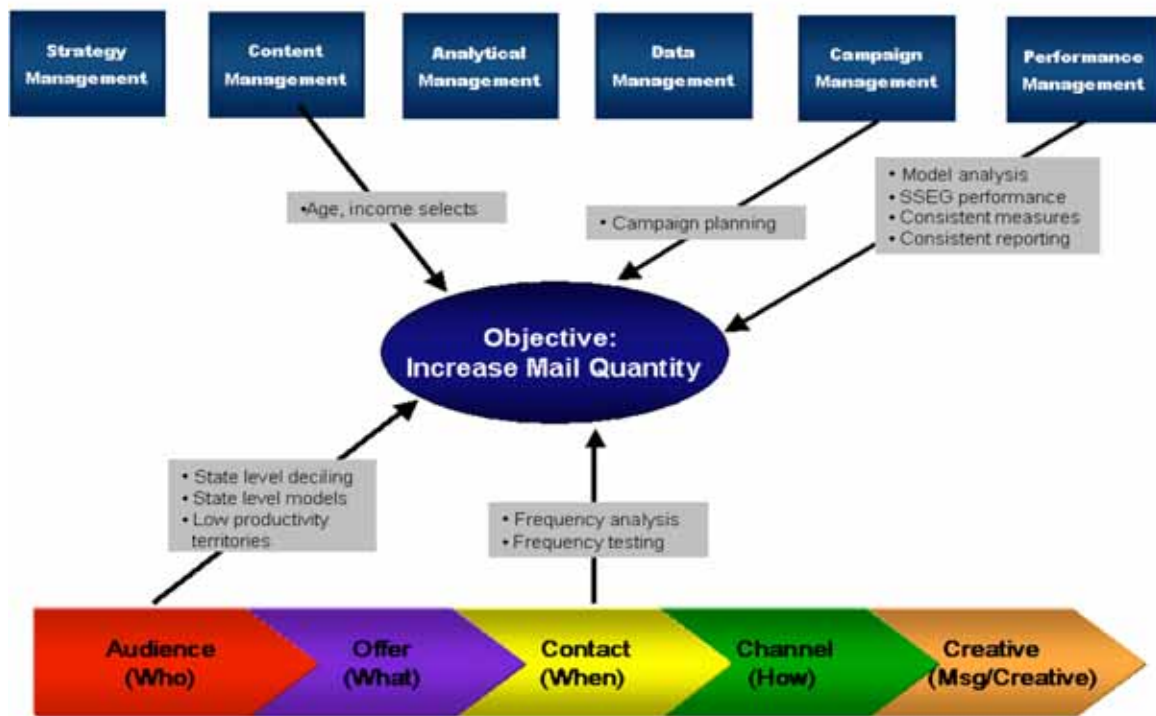 Strategy
Management
Content
Management
Analytical
Management
Data
Management
Campaign
Management
Performance
Management
•Age, income selects
• Campaign planning
• Model analysis
• SSEG performance
• Consistent measures
• Consistent reporting
Objective:
Increase Mail Quantity
• State level deciling
• State level models
• Low productivity
territories
• Frequency analysis
• Frequency testing
Audience
(Who)
Offer
(What)
Contact
(When)
Channel
(How)
Creative
(Msg/Creative)